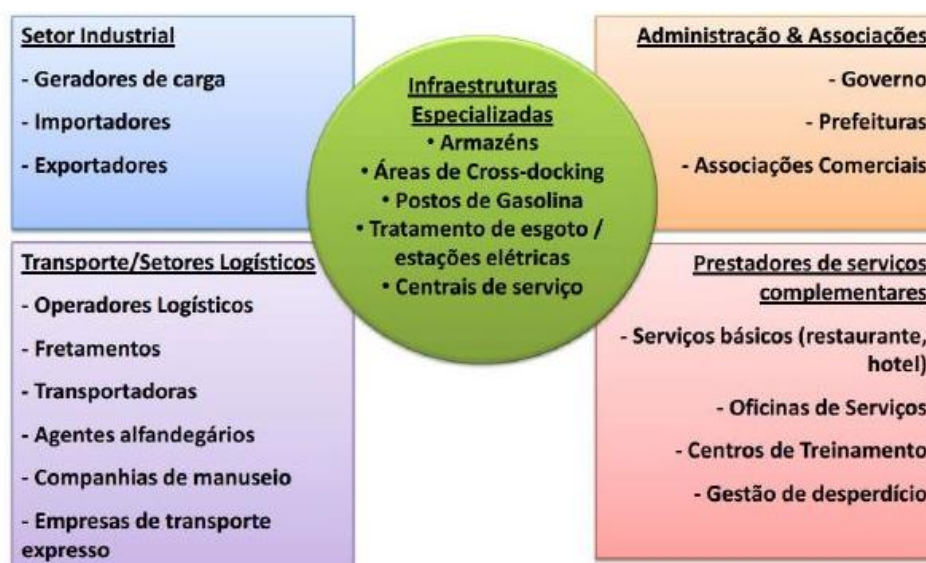 Setor Industrial
- Geradores de carga
- Importadores
- Exportadores
Infraestruturas
Especializadas
• Armazéns
• Áreas de Cross-docking
• Postos de Gasolina
• Tratamento de esgoto /
estações elétricas
• Centrais de serviço
Administração & Associações
- Governo
- Prefeituras
- Associações Comerciais
Transporte/Setores Logísticos
- Operadores Logísticos
- Fretamentos
- Transportadoras
- Agentes alfandegários
- Companhias de manuseio
- Empresas de transporte
expresso
Prestadores de serviços
complementares
- Serviços básicos (restaurante,
hotel)
- Oficinas de Serviços
- Centros de Treinamento
- Gestão de desperdício